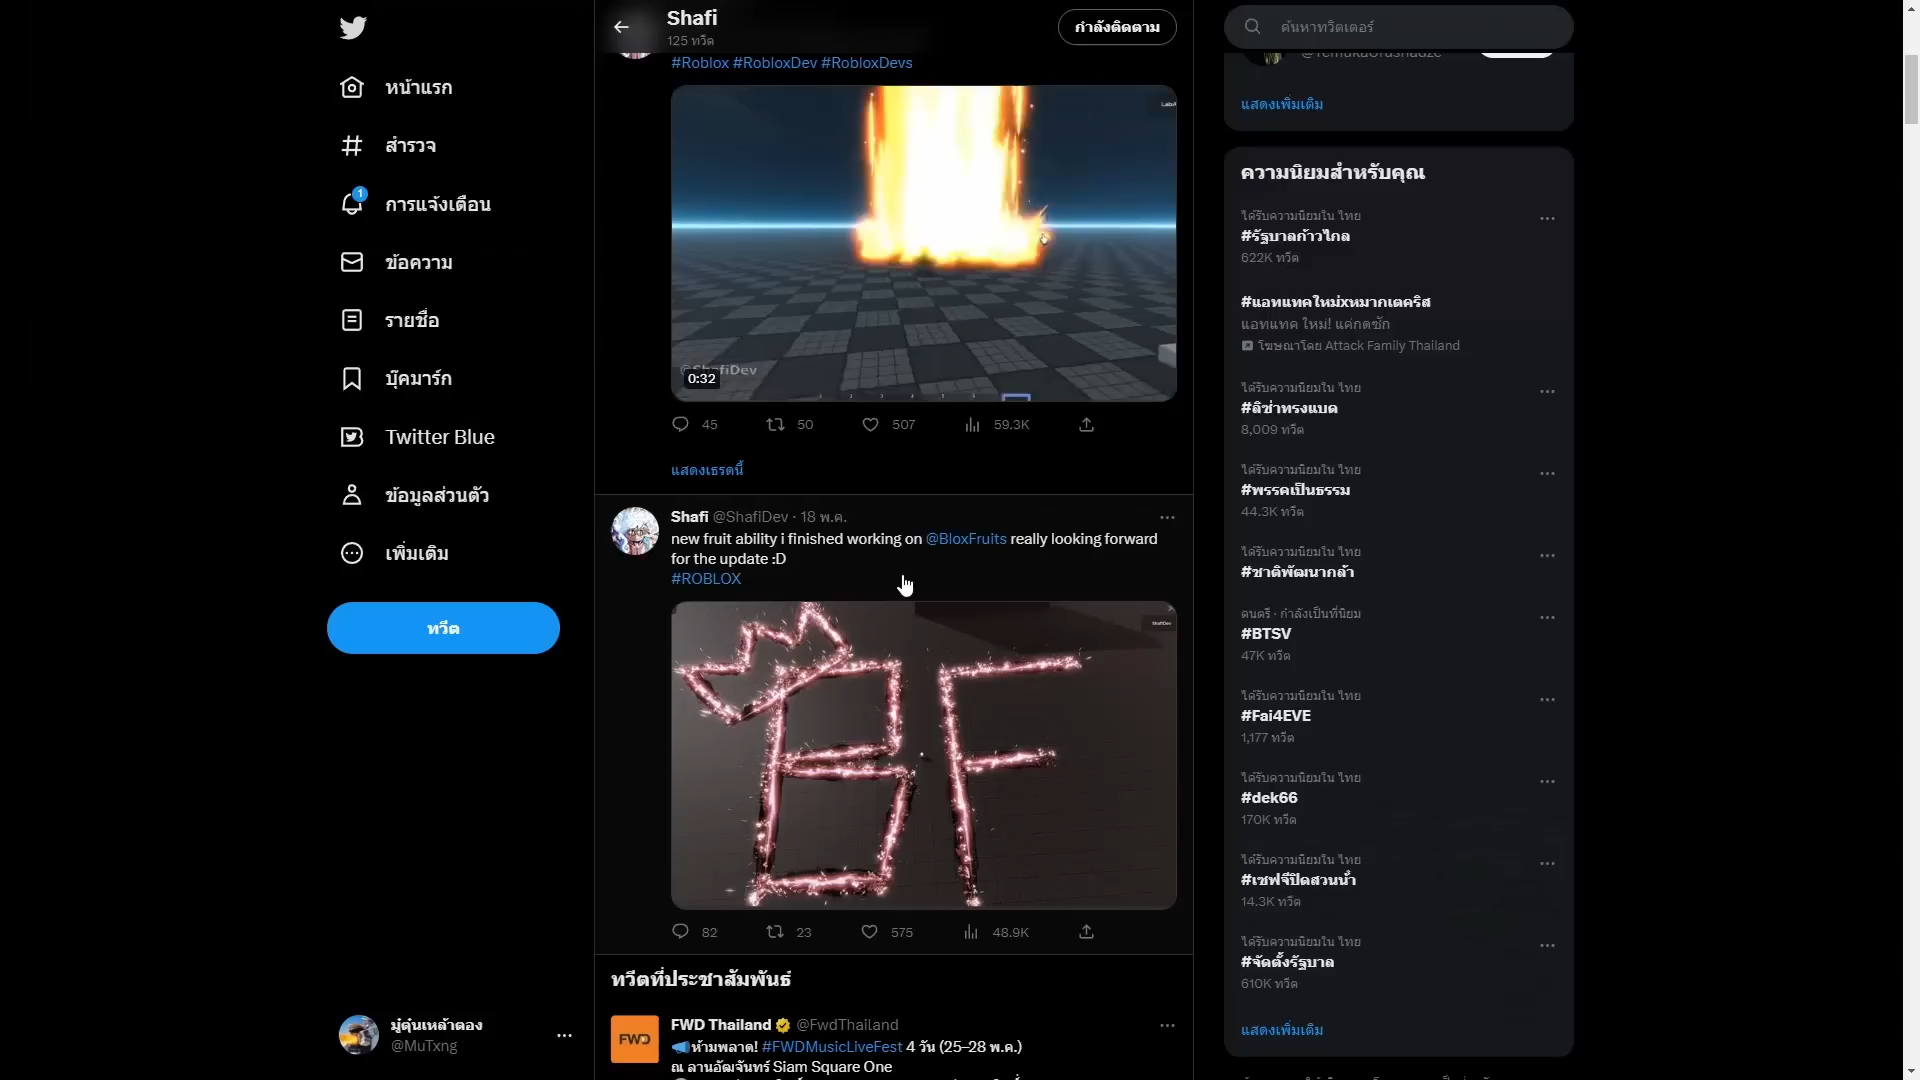 หน้าแรก
สำรวจ
1
การแจ้งเตือน
ข้อความ
รายชื่อ
บุ๊คมาร์ก
Twitter Blue
ข้อมูลส่วนตัว
เพิ่มเติม
ทวีต
มู๋ตุ๋นเหล้าตอง
@MuTxng
Shafi
125 ทวีต
กำลังติดตาม
#Roblox #RobloxDev #RobloxDevs
0:32
45
50
507
59.3K
แสดงเธรดนี้
Shafi @ShafiDev · 18 พ.ค.
new fruit ability i finished working on @BloxFruits really looking forward
for the update :D
#ROBLOX
BF
ShafiDev
82
23
575
48.9K
ทวีตที่ประชาสัมพันธ์
FWD
FWD Thailand @FwdThailand
📣ห้ามพลาด! #FWDMusicLiveFest 4 วัน (25–28 พ.ค.)
ณ ลานอัฒจันทร์ Siam Square One
ค้นหาทวิตเตอร์
แสดงเพิ่มเติม
ความนิยมสำหรับคุณ
ได้รับความนิยมใน ไทย
#รัฐบาลก้าวไกล
622K ทวีต
#แอทแทคใหม่xหมากเตคริส
แอทแทค ใหม่! แค่กดซัก
โฆษณาโดย Attack Family Thailand
ได้รับความนิยมใน ไทย
#ลิซ่าทรงแบด
8,009 ทวีต
ได้รับความนิยมใน ไทย
#พรรคเป็นธรรม
44.3K ทวีต
ได้รับความนิยมใน ไทย
#ชาติพัฒนากล้า
ดนตรี · กำลังเป็นที่นิยม
#BTSV
47K ทวีต
ได้รับความนิยมใน ไทย
#Fai4EVE
1,177 ทวีต
ได้รับความนิยมใน ไทย
#dek66
170K ทวีต
ได้รับความนิยมใน ไทย
#เซฟจีปิดสวนน้ํา
14.3K ทวีต
ได้รับความนิยมใน ไทย
#จัดตั้งรัฐบาล
610K ทวีต
แสดงเพิ่มเติม